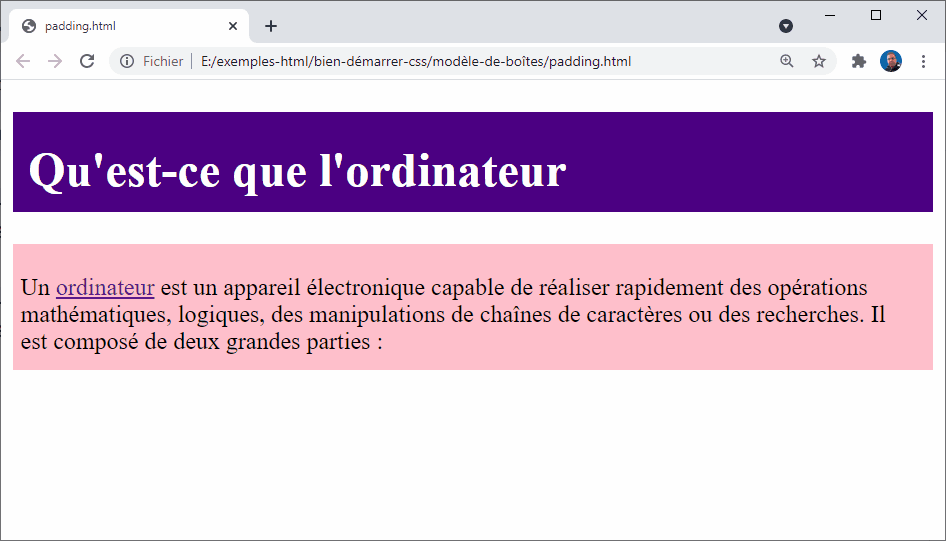 padding.html
Fichier E:/exemples-html/bien-démarrer-css/modèle-de-boîtes/padding.html
Qu'est-ce que l'ordinateur
Un ordinateur est un appareil électronique capable de réaliser rapidement des opérations
mathématiques, logiques, des manipulations de chaînes de caractères ou des recherches. Il
est composé de deux grandes parties :